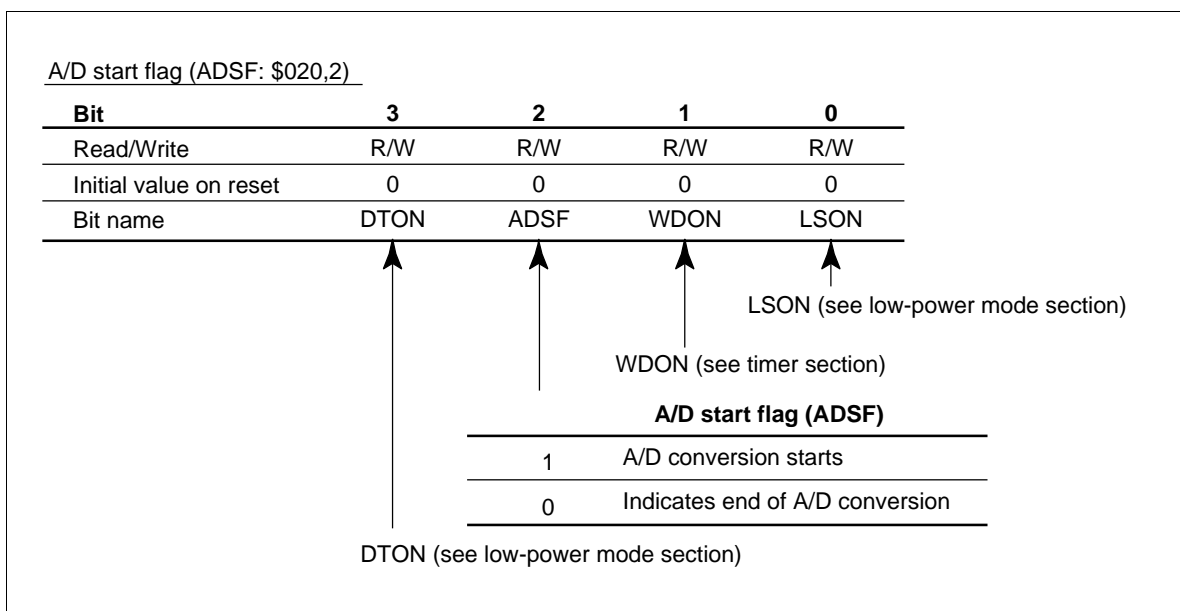 A/D start flag (ADSF: $020,2)
Bit 3 2 1 0
Read/Write R/W R/W R/W R/W
Initial value on reset 0 0 0 0
Bit name DTON ADSF WDON LSON
LSON (see low-power mode section)
WDON (see timer section)
A/D start flag (ADSF)
1 A/D conversion starts
0 Indicates end of A/D conversion
DTON (see low-power mode section)